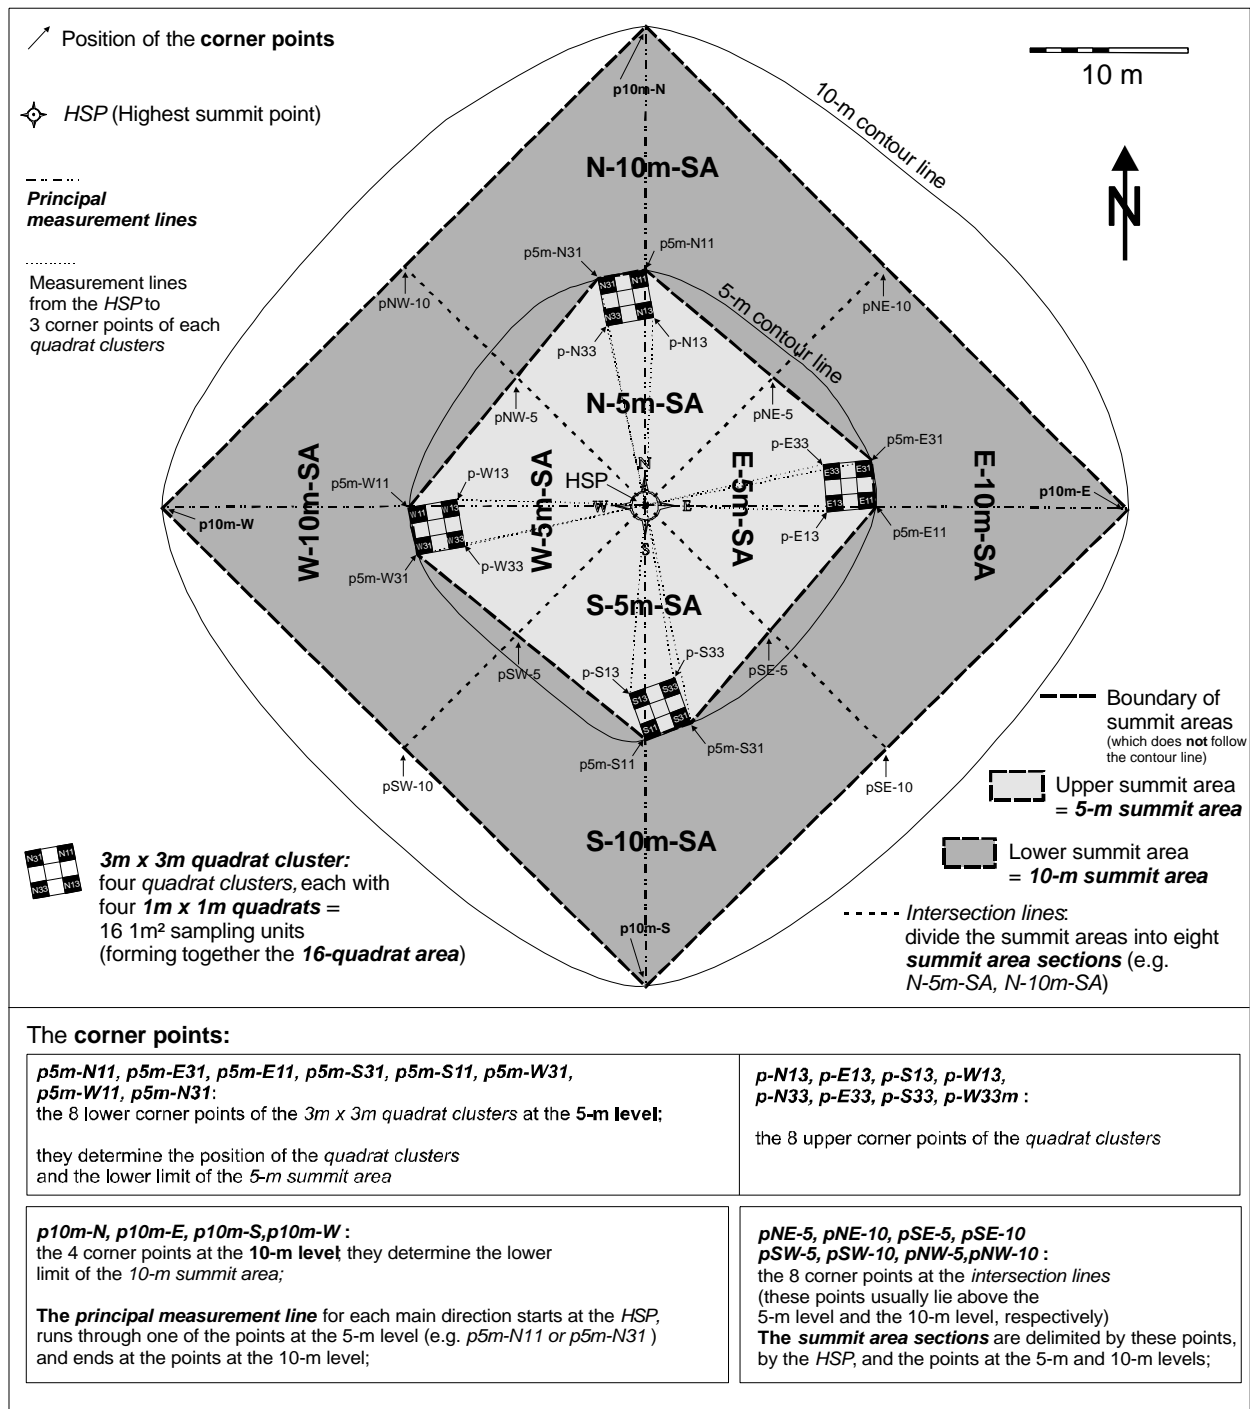 Position of the corner points
HSP (Highest summit point)
Principal
measurement lines
Measurement lines
from the HSP to
3 corner points of each
quadrat clusters
10 m
N
10-m contour line
5-m contour line
p10m-N
N-10m-SA
p5m-N31
p5m-N11
N31
N11
N33
N13
p-N33
p-N13
pNW-10
pNE-10
pNW-5
pNE-5
N-5m-SA
p-E33
p5m-E31
E33
E31
E13
E11
p-E13
p5m-E11
E-5m-SA
E-10m-SA
p10m-E
HSP
N
W
E
S
p-W13
p5m-W11
W11
W13
W31
W33
p5m-W31
p-W33
W-5m-SA
W-10m-SA
p10m-W
S-5m-SA
p-S13
p-S33
S13
S33
S11
S31
p5m-S11
p5m-S31
pSW-5
pSE-5
pSW-10
pSE-10
S-10m-SA
p10m-S
Boundary of
summit areas
(which does not follow
the contour line)
Upper summit area
= 5-m summit area
Lower summit area
= 10-m summit area
Intersection lines:
divide the summit areas into eight
summit area sections (e.g.
N-5m-SA, N-10m-SA)
N31
N11
N33
N13
3m x 3m quadrat cluster:
four quadrat clusters, each with
four 1m x 1m quadrats =
16 1m² sampling units
(forming together the 16-quadrat area)
The corner points:
p5m-N11, p5m-E31, p5m-E11, p5m-S31, p5m-S11, p5m-W31,
p5m-W11, p5m-N31:
the 8 lower corner points of the 3m x 3m quadrat clusters at the 5-m level;
they determine the position of the quadrat clusters
and the lower limit of the 5-m summit area
p-N13, p-E13, p-S13, p-W13,
p-N33, p-E33, p-S33, p-W33m :
the 8 upper corner points of the quadrat clusters
p10m-N, p10m-E, p10m-S,p10m-W :
the 4 corner points at the 10-m level; they determine the lower
limit of the 10-m summit area;
The principal measurement line for each main direction starts at the HSP,
runs through one of the points at the 5-m level (e.g. p5m-N11 or p5m-N31 )
and ends at the points at the 10-m level;
pNE-5, pNE-10, pSE-5, pSE-10
pSW-5, pSW-10, pNW-5,pNW-10 :
the 8 corner points at the intersection lines
(these points usually lie above the
5-m level and the 10-m level, respectively)
The summit area sections are delimited by these points,
by the HSP, and the points at the 5-m and 10-m levels;